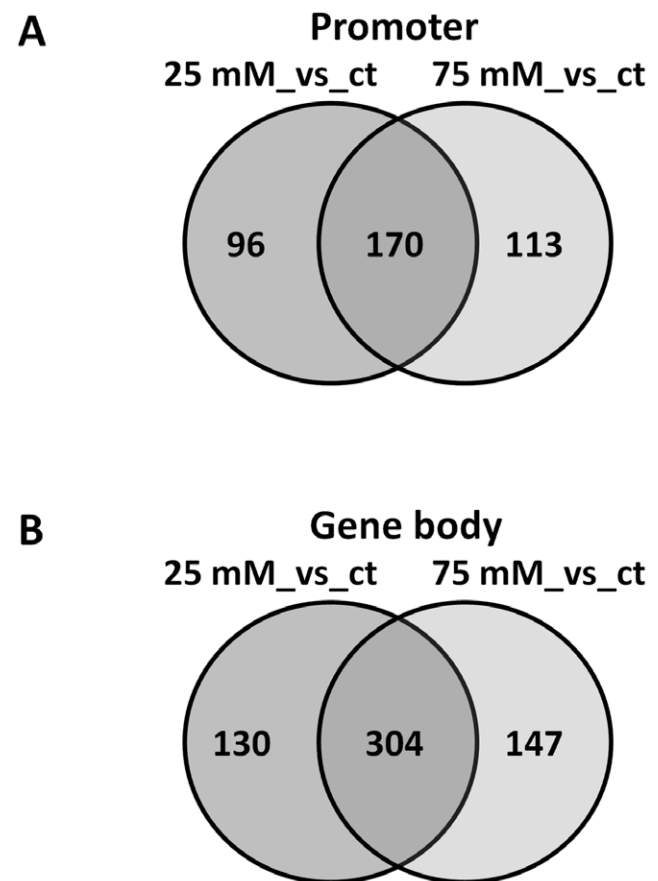 A
Promoter
25 mM_vs_ct 75 mM_vs_ct
96 170 113
B
Gene body
25 mM_vs_ct 75 mM_vs_ct
130 304 147